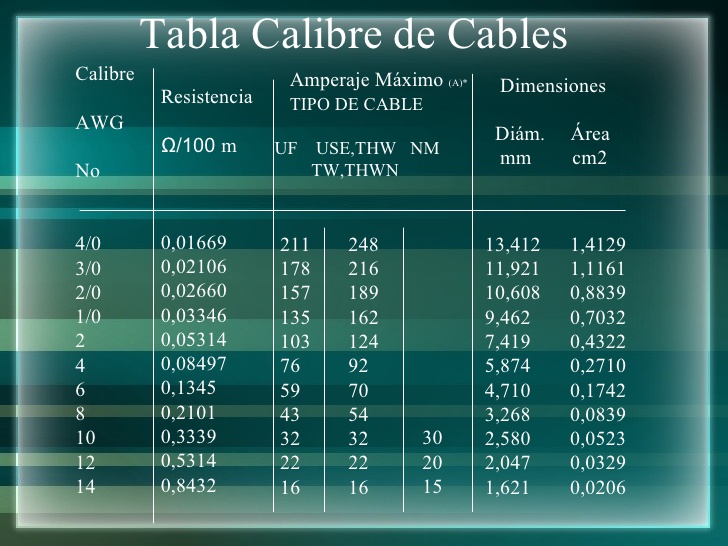 Tabla Calibre de Cables
Calibre AWG No | Resistencia Ω/100 m | Amperaje Máximo (A)* TIPO DE CABLE | Dimensiones
UF USE,THW NM Diám. Área
TW,THWN mm cm2
4/0 0,01669 211 248 13,412 1,4129
3/0 0,02106 178 216 11,921 1,1161
2/0 0,02660 157 189 10,608 0,8839
1/0 0,03346 135 162 9,462 0,7032
2 0,05314 103 124 7,419 0,4322
4 0,08497 76 92 5,874 0,2710
6 0,1345 59 70 4,710 0,1742
8 0,2101 43 54 3,268 0,0839
10 0,3339 32 32 30 2,580 0,0523
12 0,5314 22 22 20 2,047 0,0329
14 0,8432 16 16 15 1,621 0,0206